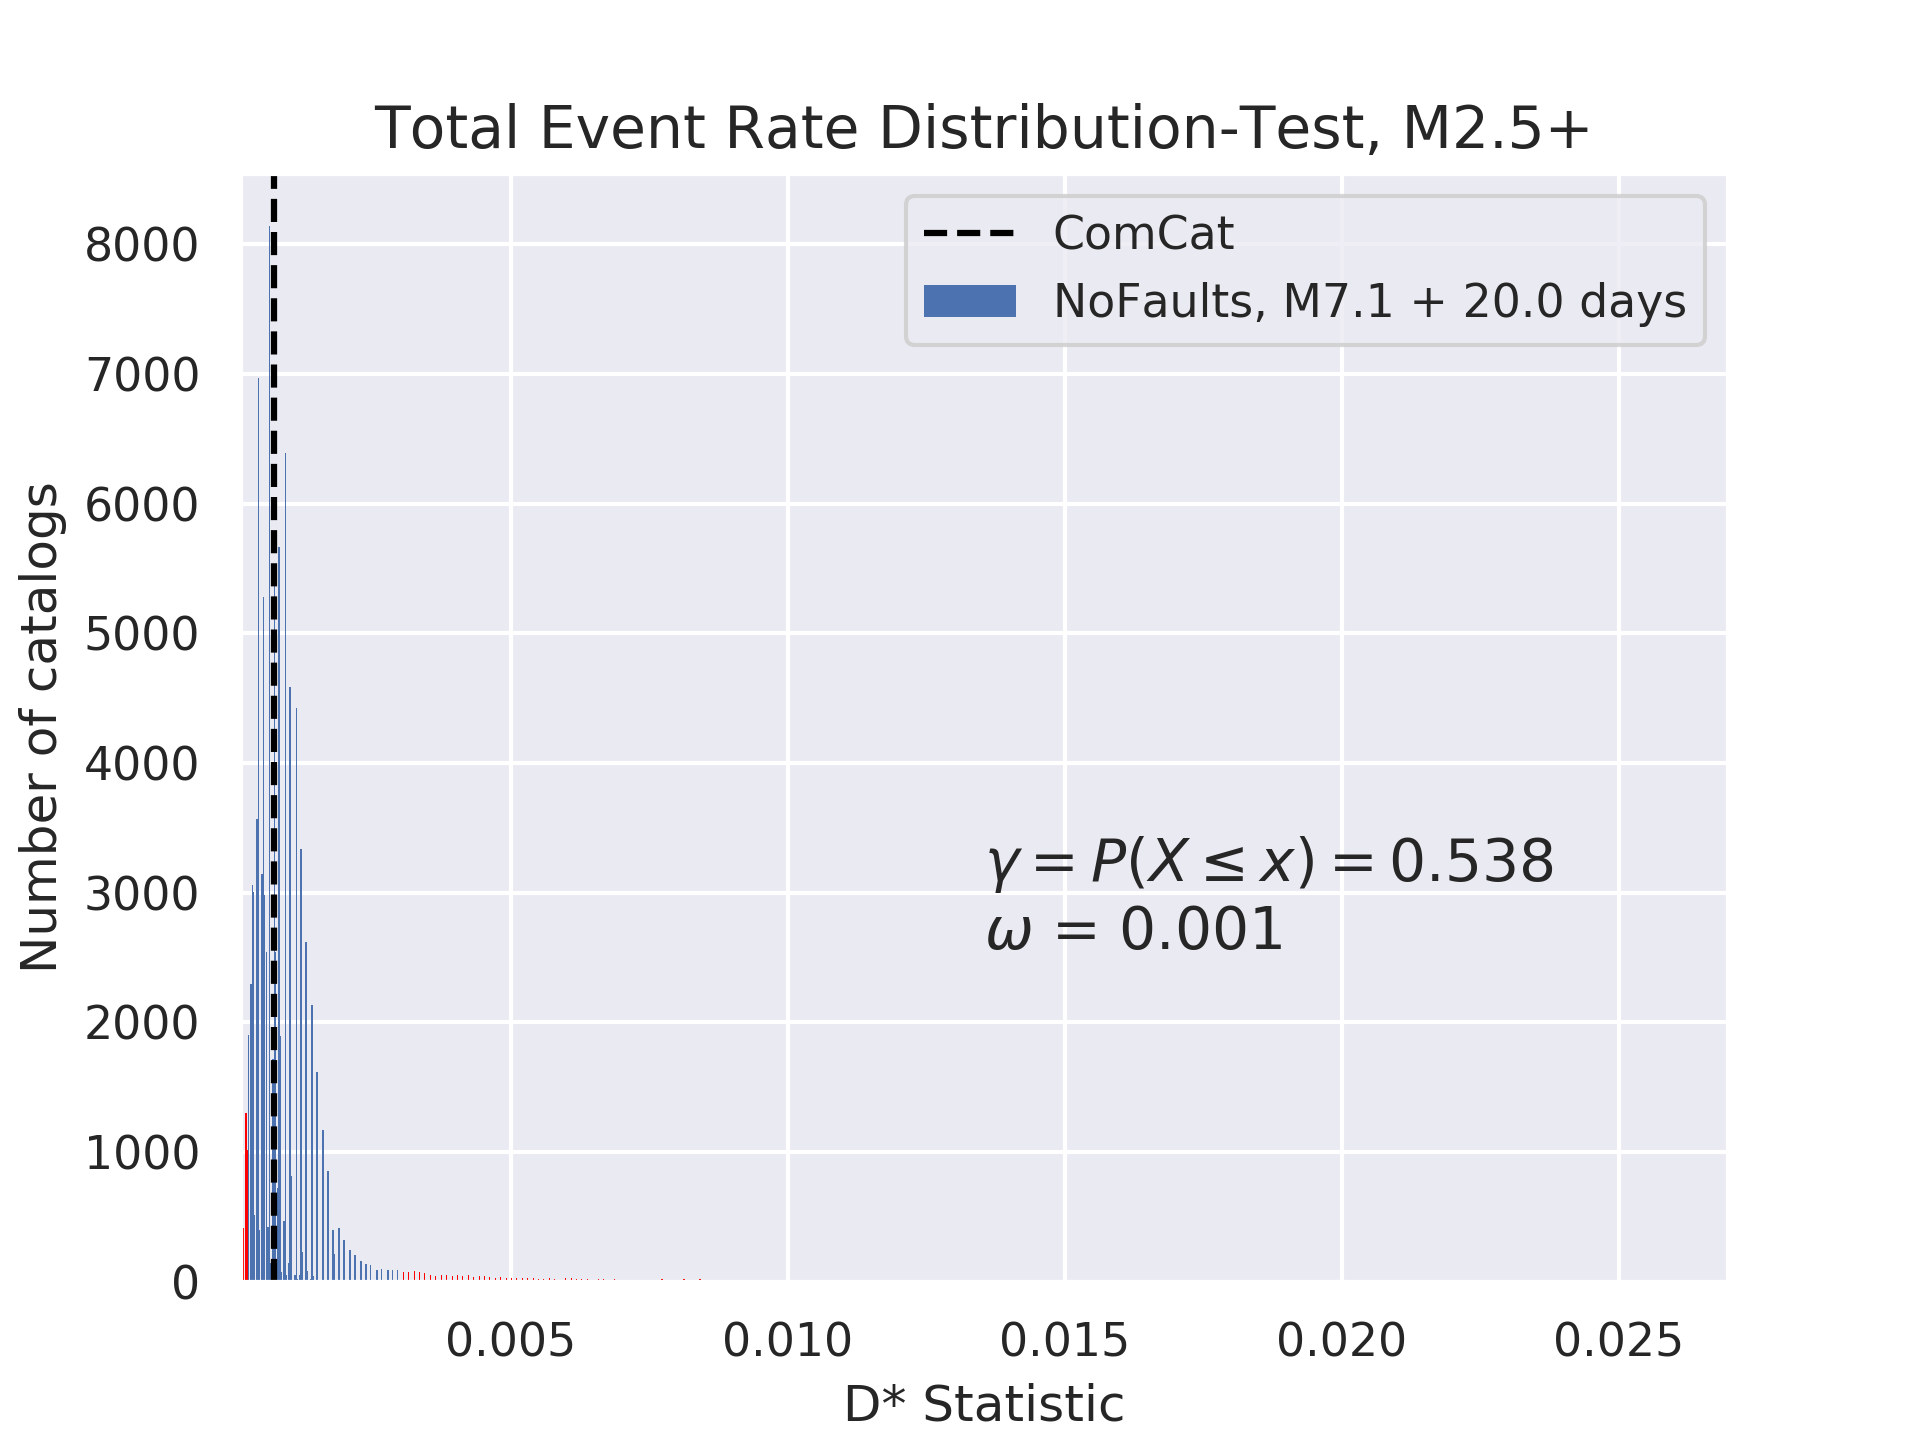 Total Event Rate Distribution-Test, M2.5+
ComCat
NoFaults, M7.1 + 20.0 days
8000
7000
6000
5000
4000
3000
2000
1000
0
Number of catalogs
γ = P(X ≤ x) = 0.538
ω = 0.001
0.005 0.010 0.015 0.020 0.025
D* Statistic